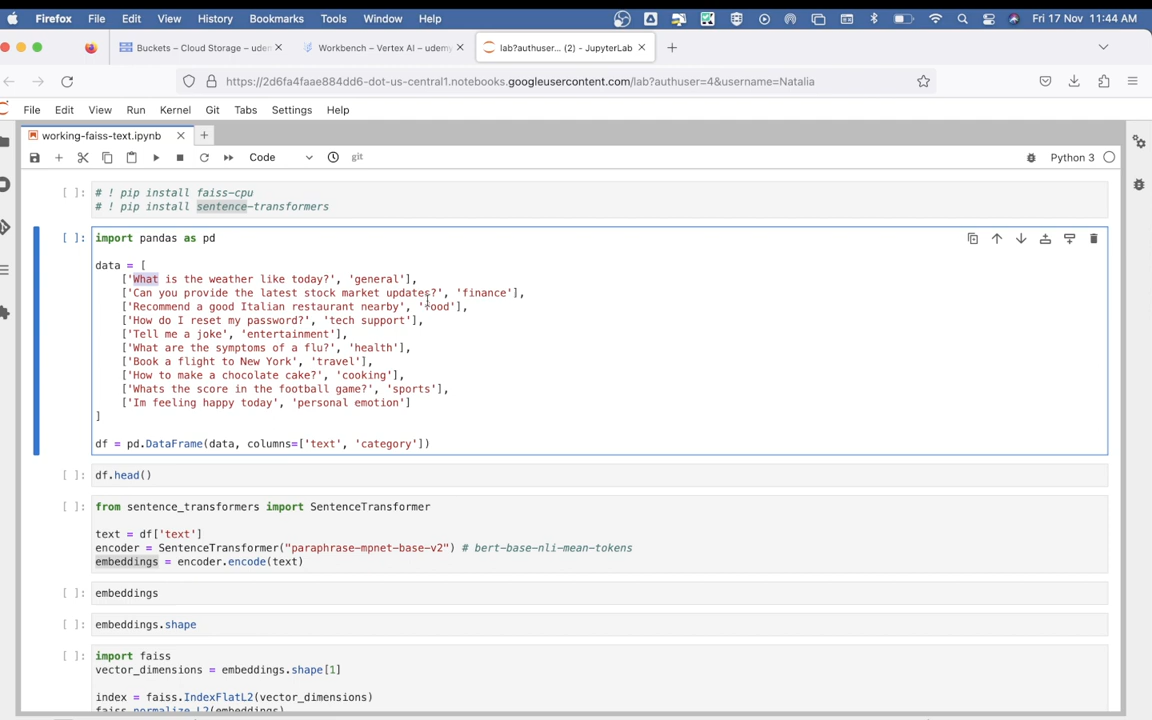 Firefox File Edit View History Bookmarks Tools Window Help Fri 17 Nov 11:44 AM
Buckets – Cloud Storage – uden Workbench – Vertex AI – udemy lab?authuser... (2) - JupyterLab
https://2d6fa4faae884dd6-dot-us-central1.notebooks.googleusercontent.com/lab?authuser=4&username=Natalia
File Edit View Run Kernel Git Tabs Settings Help
working-faiss-text.ipynb
Code git Python 3
[ ]: # ! pip install faiss-cpu
# ! pip install sentence-transformers
[ ]: import pandas as pd
data = [
['What is the weather like today?', 'general'],
['Can you provide the latest stock market updates?', 'finance'],
['Recommend a good Italian restaurant nearby', 'food'],
['How do I reset my password?', 'tech support'],
['Tell me a joke', 'entertainment'],
['What are the symptoms of a flu?', 'health'],
['Book a flight to New York', 'travel'],
['How to make a chocolate cake?', 'cooking'],
['Whats the score in the football game?', 'sports'],
['Im feeling happy today', 'personal emotion']
]
df = pd.DataFrame(data, columns=['text', 'category'])
[ ]: df.head()
[ ]: from sentence_transformers import SentenceTransformer
text = df['text']
encoder = SentenceTransformer("paraphrase-mpnet-base-v2") # bert-base-nli-mean-tokens
embeddings = encoder.encode(text)
[ ]: embeddings
[ ]: embeddings.shape
[ ]: import faiss
vector_dimensions = embeddings.shape[1]
index = faiss.IndexFlatL2(vector_dimensions)
faiss.normalize_L2(embeddings)